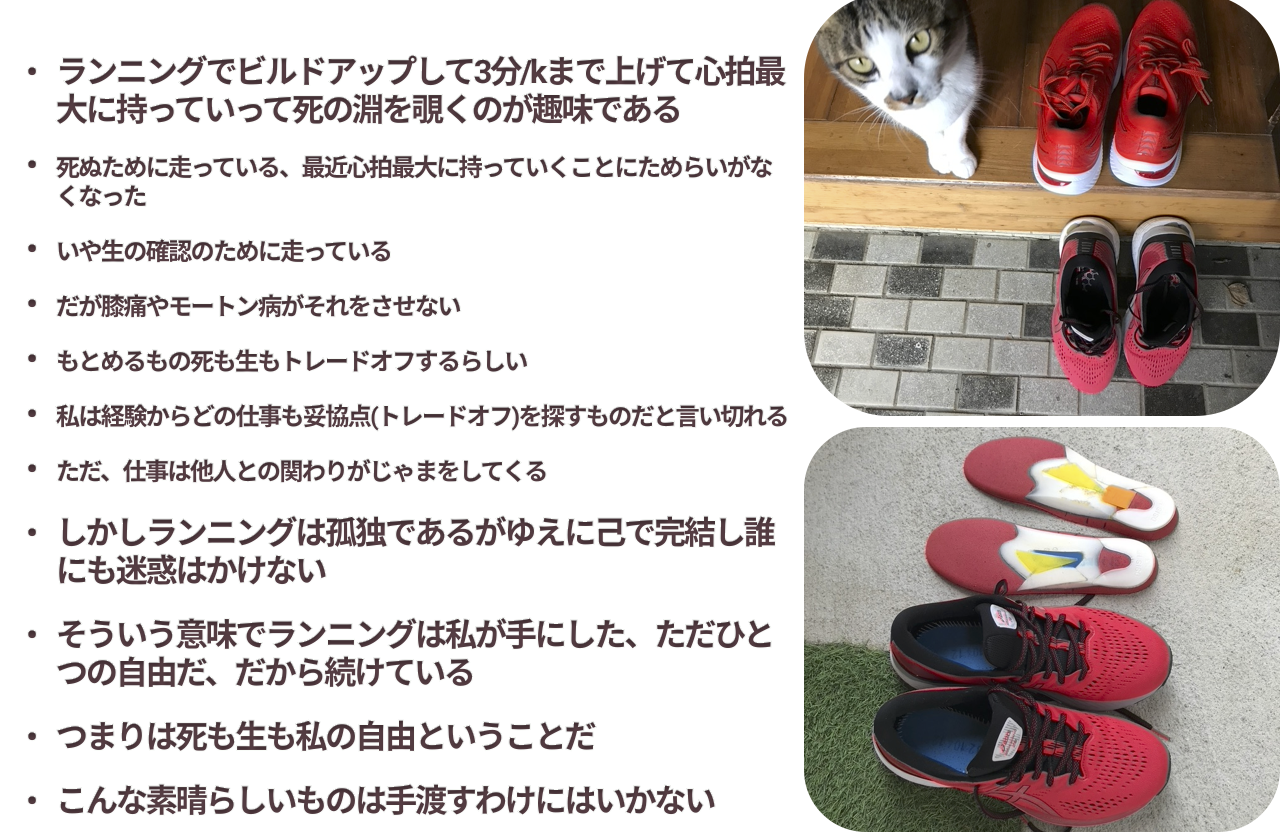 • ランニングでビルドアップして3分/kまで上げて心拍最
大に持っていって死の淵を覗くのが趣味である
• 死ぬために走っている、最近心拍最大に持っていくことにためらいがな
くなった
• いや生の確認のために走っている
• だが膝痛やモートン病がそれをさせない
• もとめるもの死も生もトレードオフするらしい
• 私は経験からどの仕事も妥協点(トレードオフ)を探すものだと言い切れる
• ただ、仕事は他人との関わりがじゃまをしてくる
• しかしランニングは孤独であるがゆえに己で完結し誰
にも迷惑はかけない
• そういう意味でランニングは私が手にした、ただひと
つの自由だ、だから続けている
• つまりは死も生も私の自由ということだ
• こんな素晴らしいものは手渡すわけにはいかない